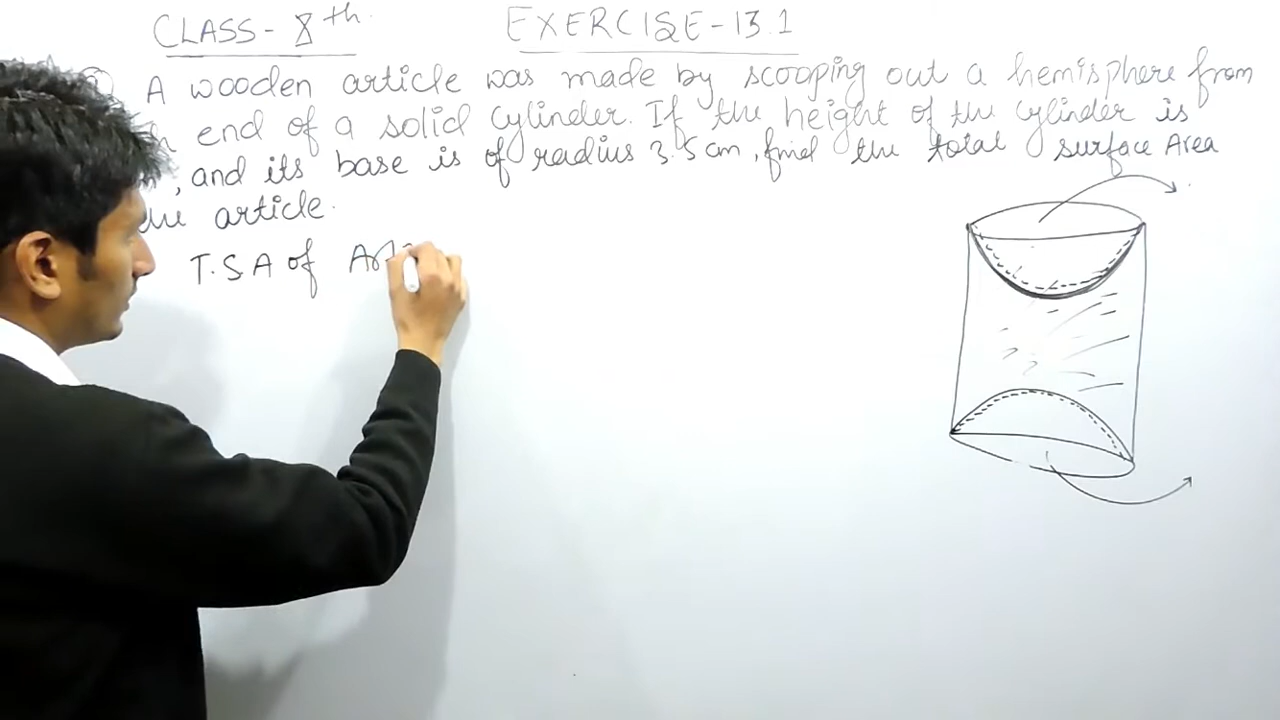 CLASS- X th. EXERCISE-13.1
A wooden article was made by scooping out a hemisphere from
end of a solid cylinder. If the height of the cylinder is
, and its base is of radius 3.5 cm, find the total surface Area
the article.
T.S.A of